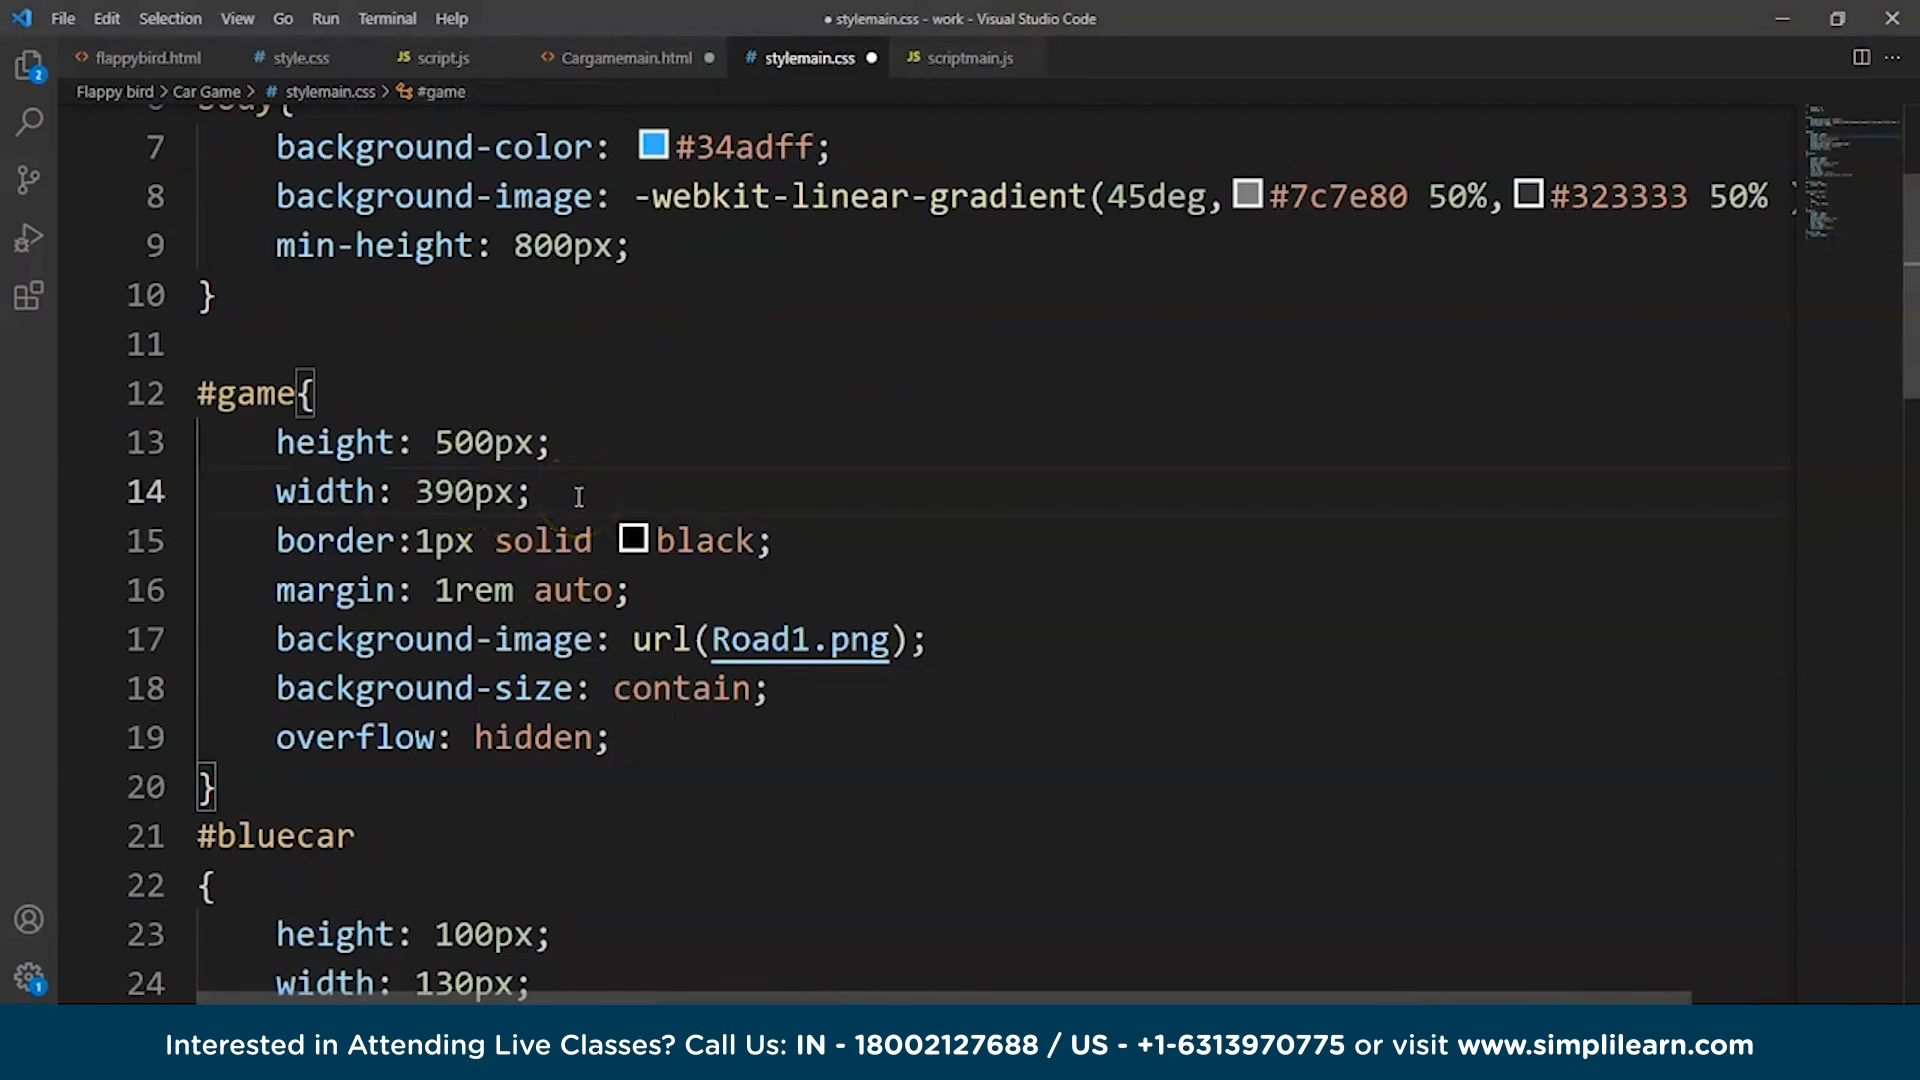 File Edit Selection View Go Run Terminal Help
● stylemain.css - work - Visual Studio Code
<> flappybird.html # style.css JS script.js <> Cargamemain.html ● # stylemain.css ● JS scriptmain.js ...
Flappy bird > Car Game > # stylemain.css > #game
2
body{
7 background-color: #34adff;
8 background-image: -webkit-linear-gradient(45deg,#7c7e80 50%,#323333 50% )
9 min-height: 800px;
10 }
11
12 #game{
13 height: 500px;
14 width: 390px;
15 border:1px solid black;
16 margin: 1rem auto;
17 background-image: url(Road1.png);
18 background-size: contain;
19 overflow: hidden;
20 }
21 #bluecar
22 {
23 height: 100px;
24 width: 130px;
1
Interested in Attending Live Classes? Call Us: IN - 18002127688 / US - +1-6313970775 or visit www.simplilearn.com